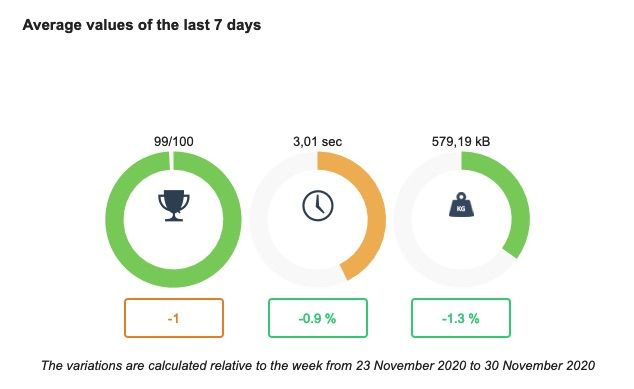 Average values of the last 7 days
99/100
3,01 sec
579,19 kB
KG
-1
-0.9 %
-1.3 %
The variations are calculated relative to the week from 23 November 2020 to 30 November 2020